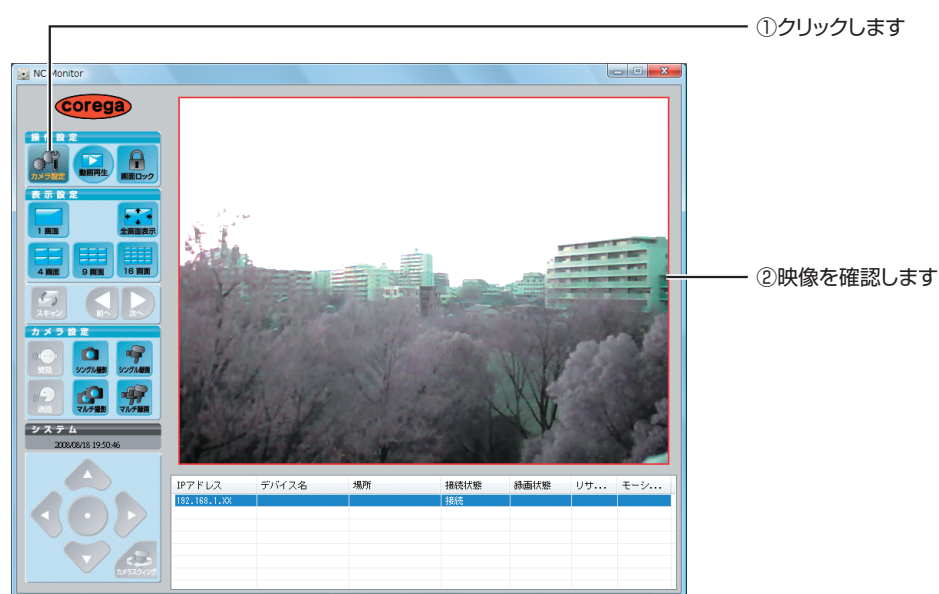 ①クリックします
NC Monitor
corega
操作設定
カメラ設定
動画再生
画面ロック
表示設定
1 画面
全画面表示
4 画面
9 画面
16 画面
スキャン
前へ
次へ
カメラ設定
受話
シングル撮影
シングル録画
送話
マルチ撮影
マルチ録画
システム
2008/08/18 19:50:46
カメラスウィング
②映像を確認します
IPアドレス デバイス名 場所 接続状態 録画状態 リサ... モーシ...
192.168.1.XX 接続